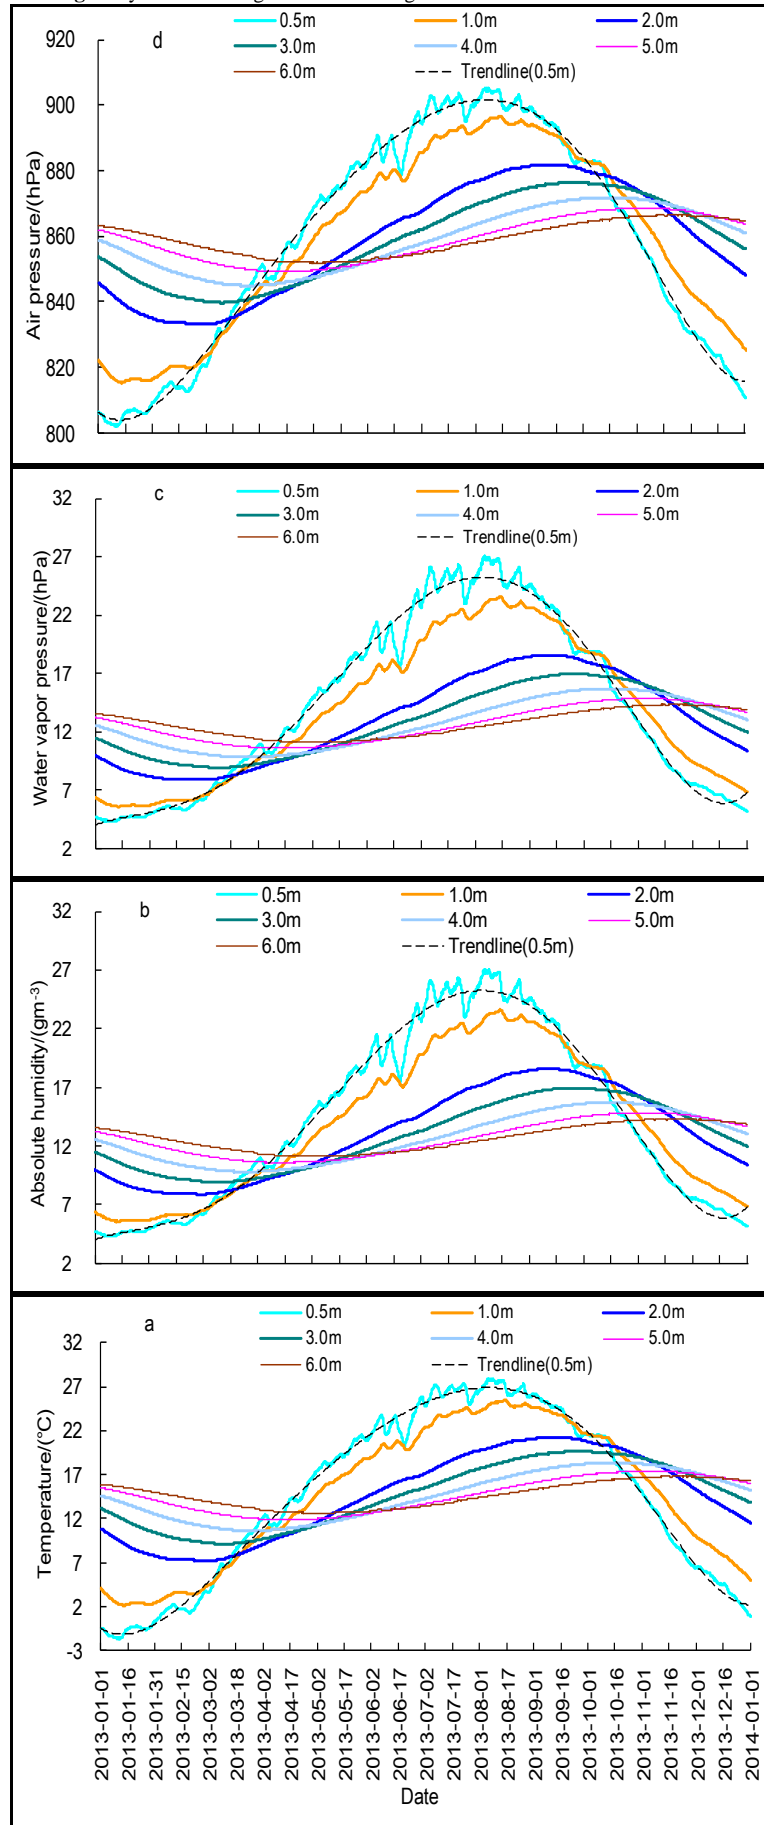 d
0.5m 1.0m 2.0m
3.0m 4.0m 5.0m
6.0m Trendline(0.5m)
920
900
880
860
840
820
800
Air pressure/(hPa)
c
0.5m 1.0m 2.0m
3.0m 4.0m 5.0m
6.0m Trendline(0.5m)
32
27
22
17
12
7
2
Water vapor pressure/(hPa)
b
0.5m 1.0m 2.0m
3.0m 4.0m 5.0m
6.0m Trendline(0.5m)
32
27
22
17
12
7
2
Absolute humidity/(gm⁻³)
a
0.5m 1.0m 2.0m
3.0m 4.0m 5.0m
6.0m Trendline(0.5m)
32
27
22
17
12
7
2
-3
Temperature/(°C)
2013-01-01
2013-01-16
2013-01-31
2013-02-15
2013-03-02
2013-03-18
2013-04-02
2013-04-17
2013-05-02
2013-06-02
2013-06-17
2013-07-02
2013-07-17
2013-08-01
2013-08-17
2013-09-01
2013-09-16
2013-10-01
2013-10-16
2013-11-01
2013-11-16
2013-12-01
2013-12-16
2014-01-01
Date